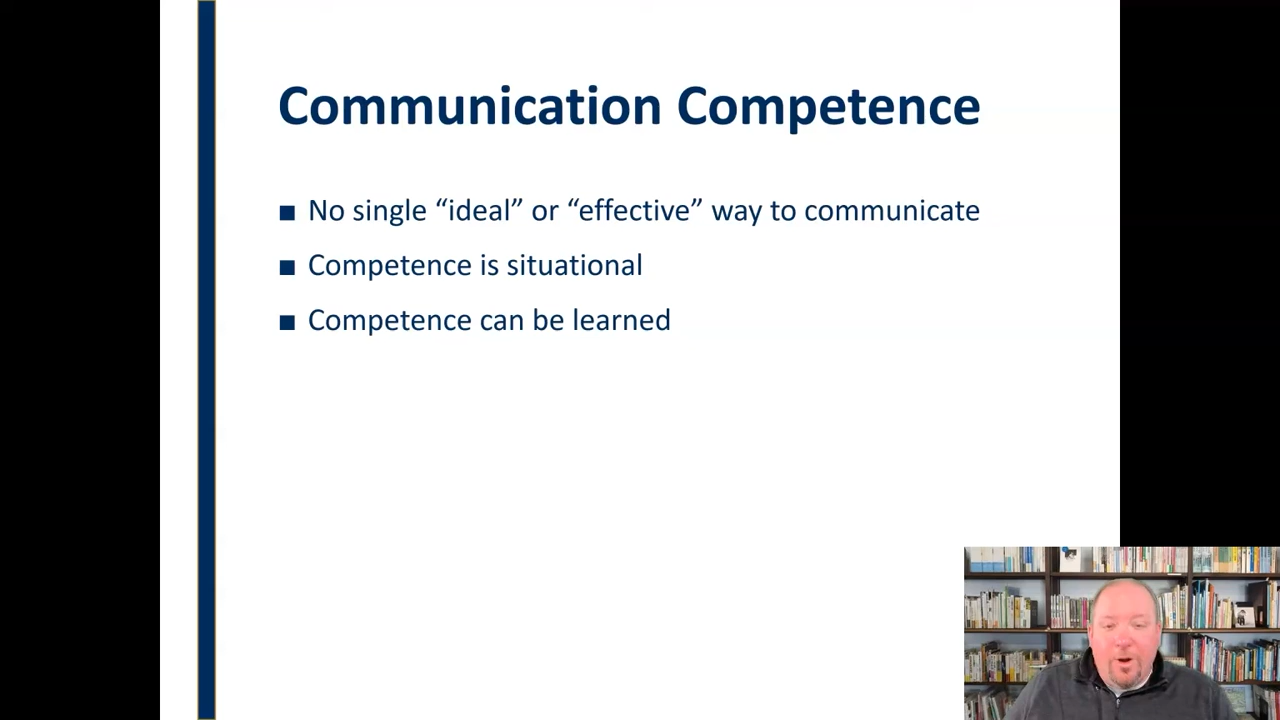 Communication Competence
■ No single “ideal” or “effective” way to communicate
■ Competence is situational
■ Competence can be learned